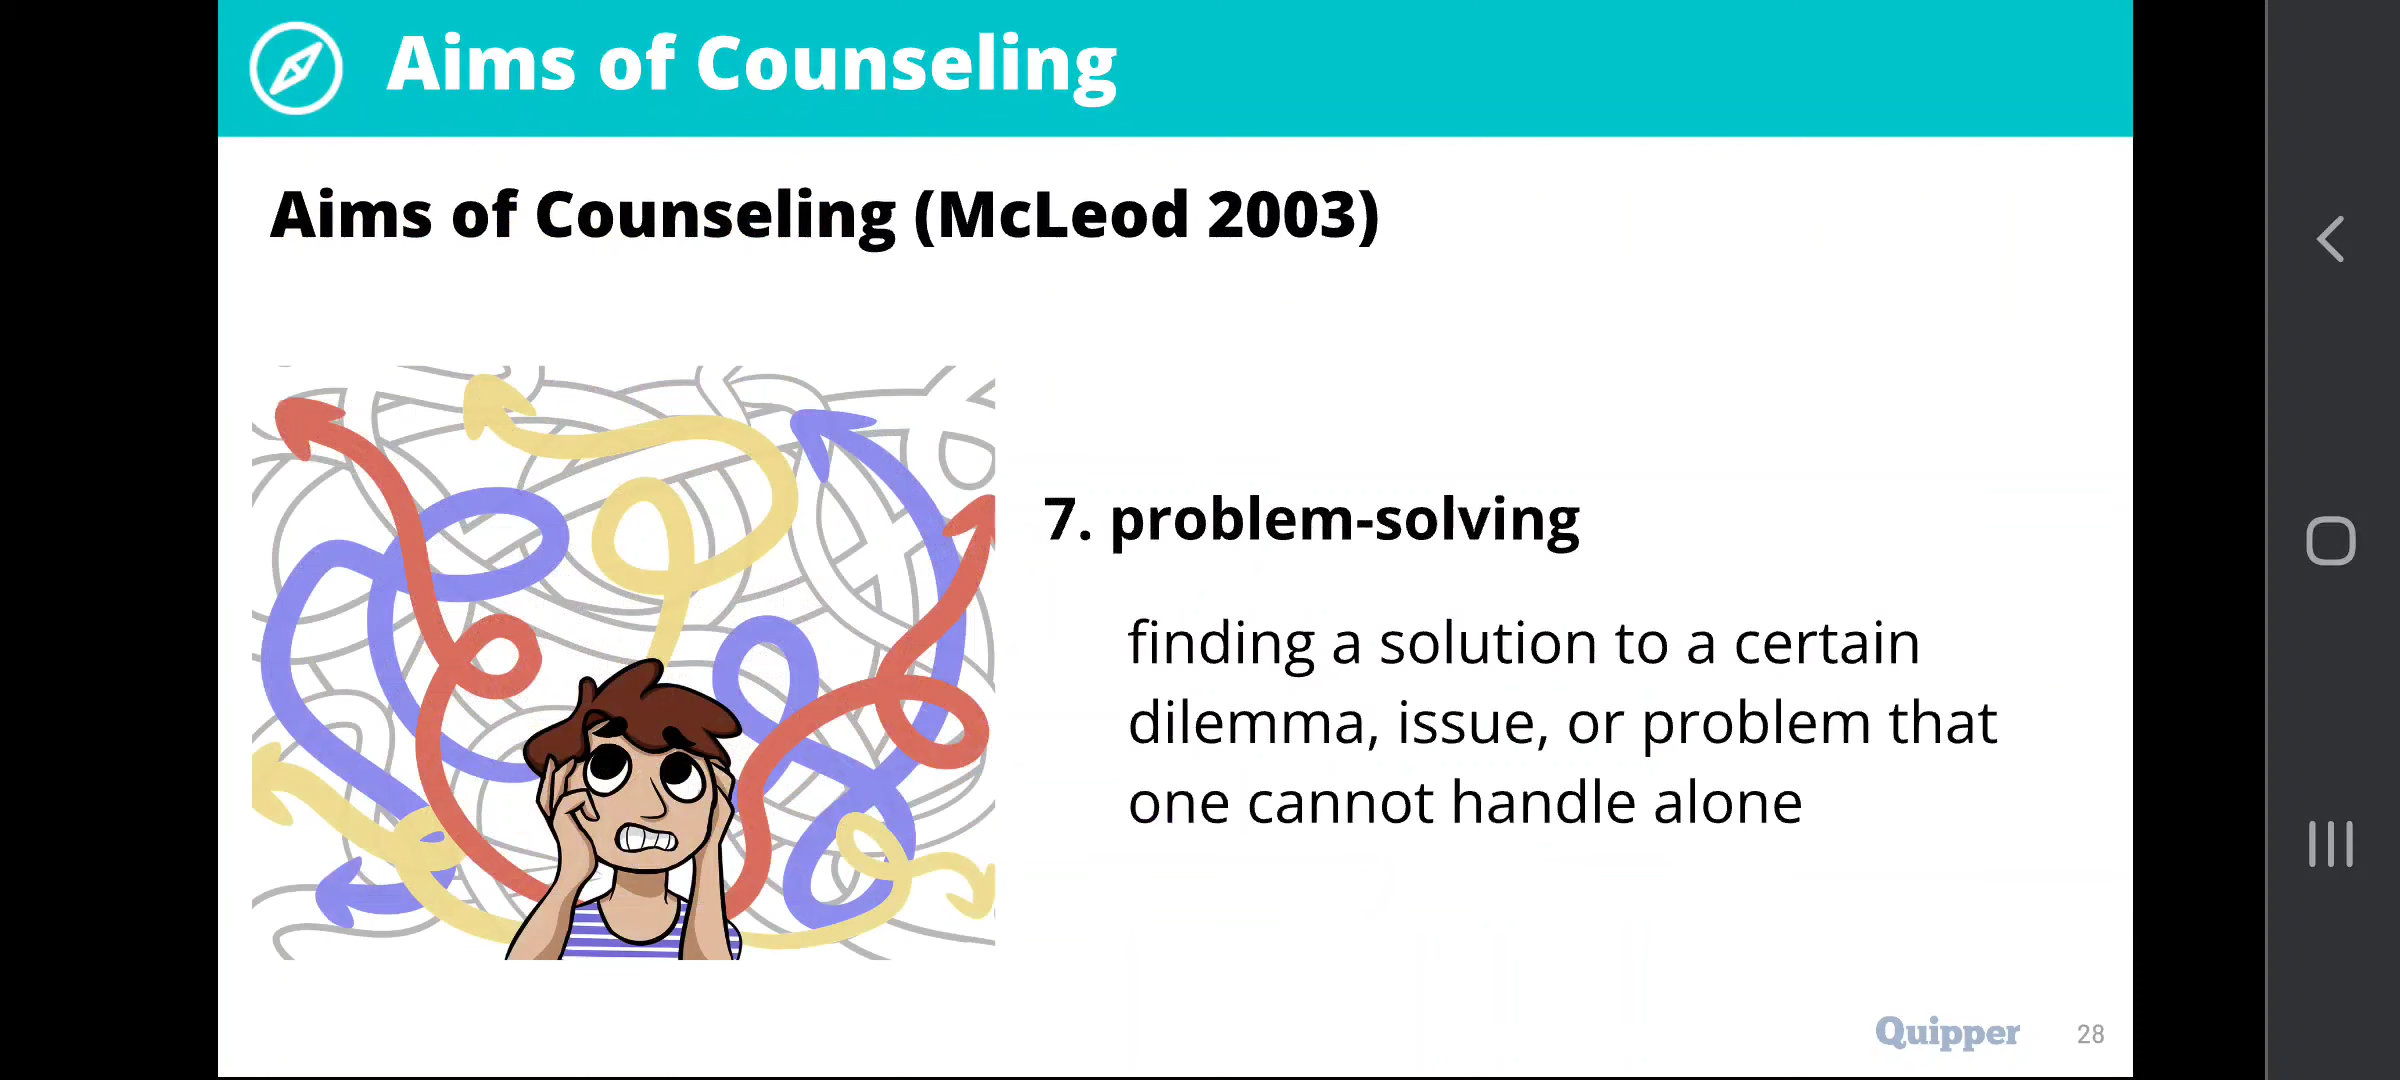 Aims of Counseling
Aims of Counseling (McLeod 2003)
7. problem-solving
finding a solution to a certain
dilemma, issue, or problem that
one cannot handle alone
Quipper 28